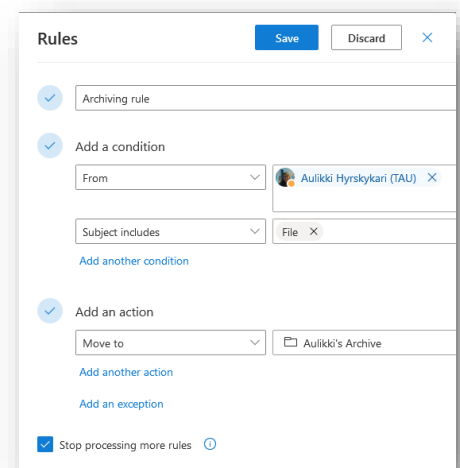 Rules
Save
Discard
Archiving rule
Add a condition
From
Aulikki Hyrskykari (TAU)
Subject includes
File
Add another condition
Add an action
Move to
Aulikki's Archive
Add another action
Add an exception
Stop processing more rules